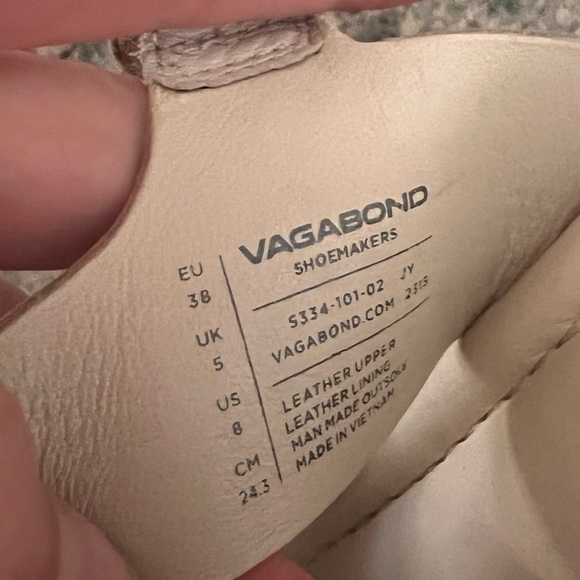 EU
38
UK
5
US
8
CM
24.3
VAGABOND
SHOEMAKERS
5334-101-02 JY
VAGABOND.COM 2315
LEATHER UPPER
LEATHER LINING
MAN MADE OUTSOLE
MADE IN VIETNAM